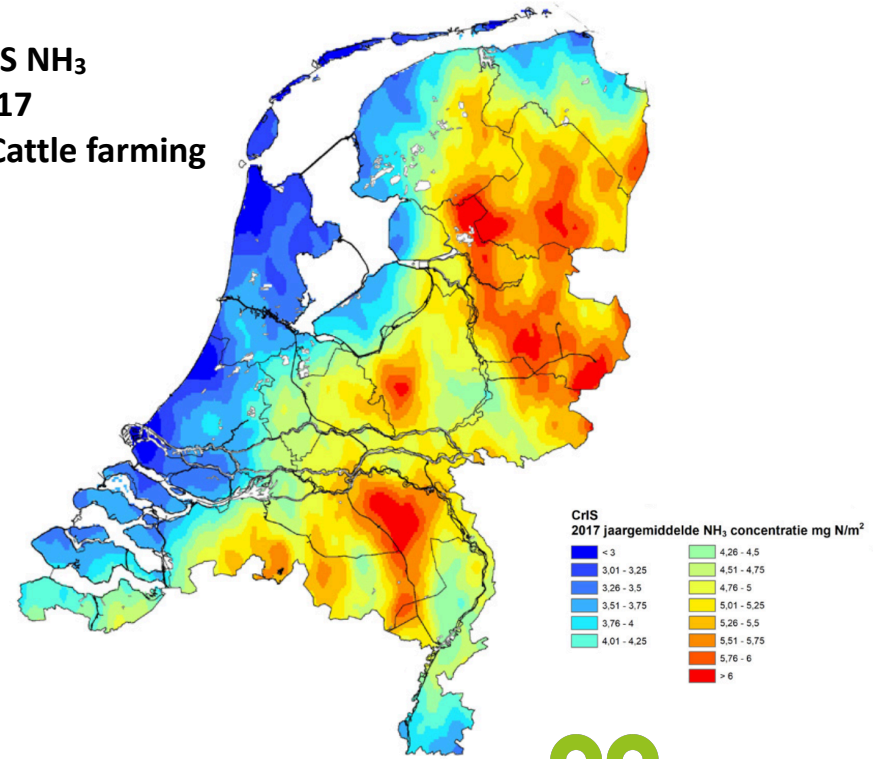 S NH₃
17
Cattle farming
CrIS
2017 jaargemiddelde NH₃ concentratie mg N/m²
< 3
3,01 - 3,25
3,26 - 3,5
3,51 - 3,75
3,76 - 4
4,01 - 4,25
4,26 - 4,5
4,51 - 4,75
4,76 - 5
5,01 - 5,25
5,26 - 5,5
5,51 - 5,75
5,76 - 6
> 6